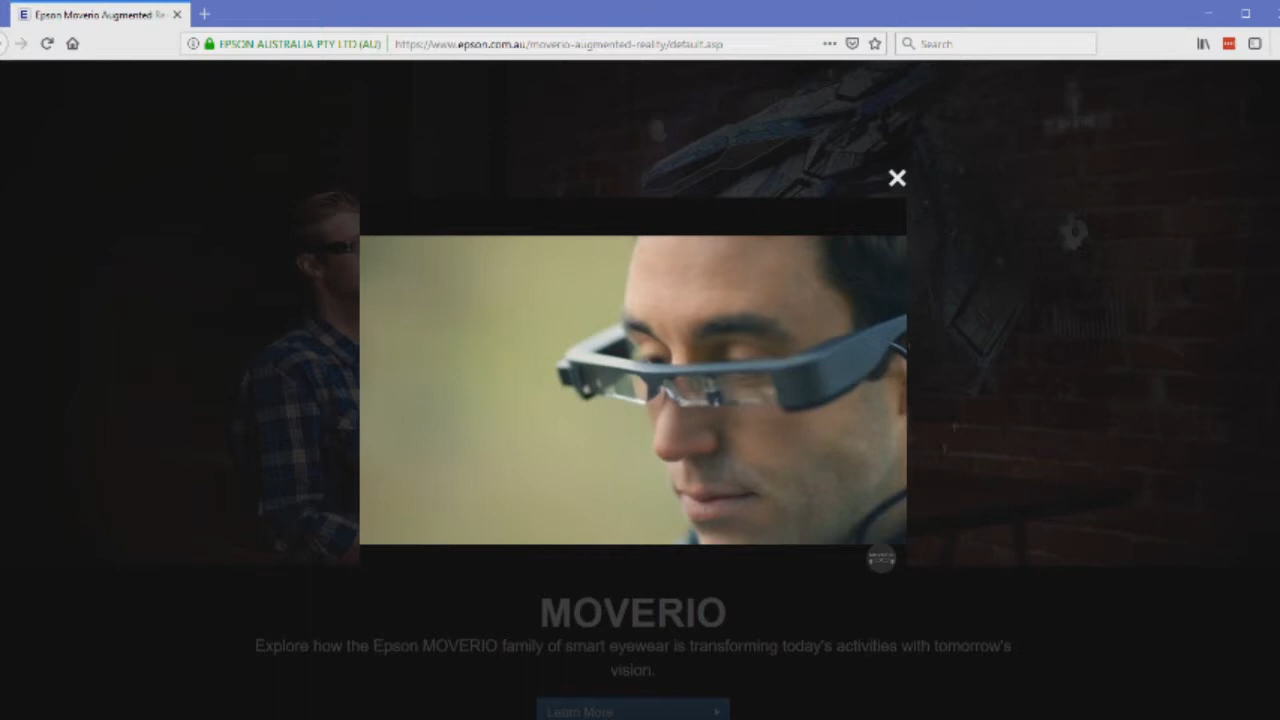 Epson Moverio Augmented Re
EPSON AUSTRALIA PTY LTD (AU)
https://www.epson.com.au/moverio-augmented-reality/default.asp
Search
MOVERIO
Explore how the Epson MOVERIO family of smart eyewear is transforming today's activities with tomorrow's
vision.
Learn More